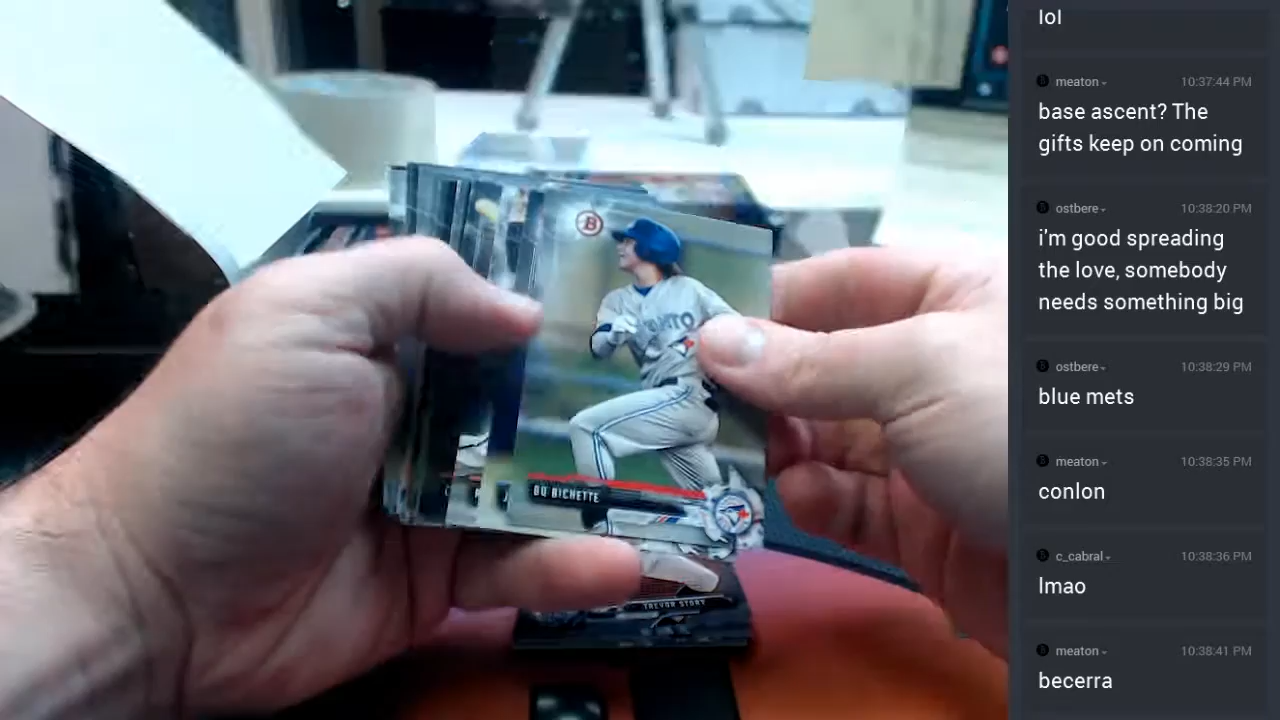 lol
meaton
10:37:44 PM
base ascent? The
gifts keep on coming
ostbere
10:38:20 PM
i'm good spreading
the love, somebody
needs something big
ostbere
10:38:29 PM
blue mets
meaton
10:38:35 PM
conlon
c_cabral
10:38:36 PM
lmao
meaton
10:38:41 PM
becerra
B
BO BICHETTE
TREVOR STORY